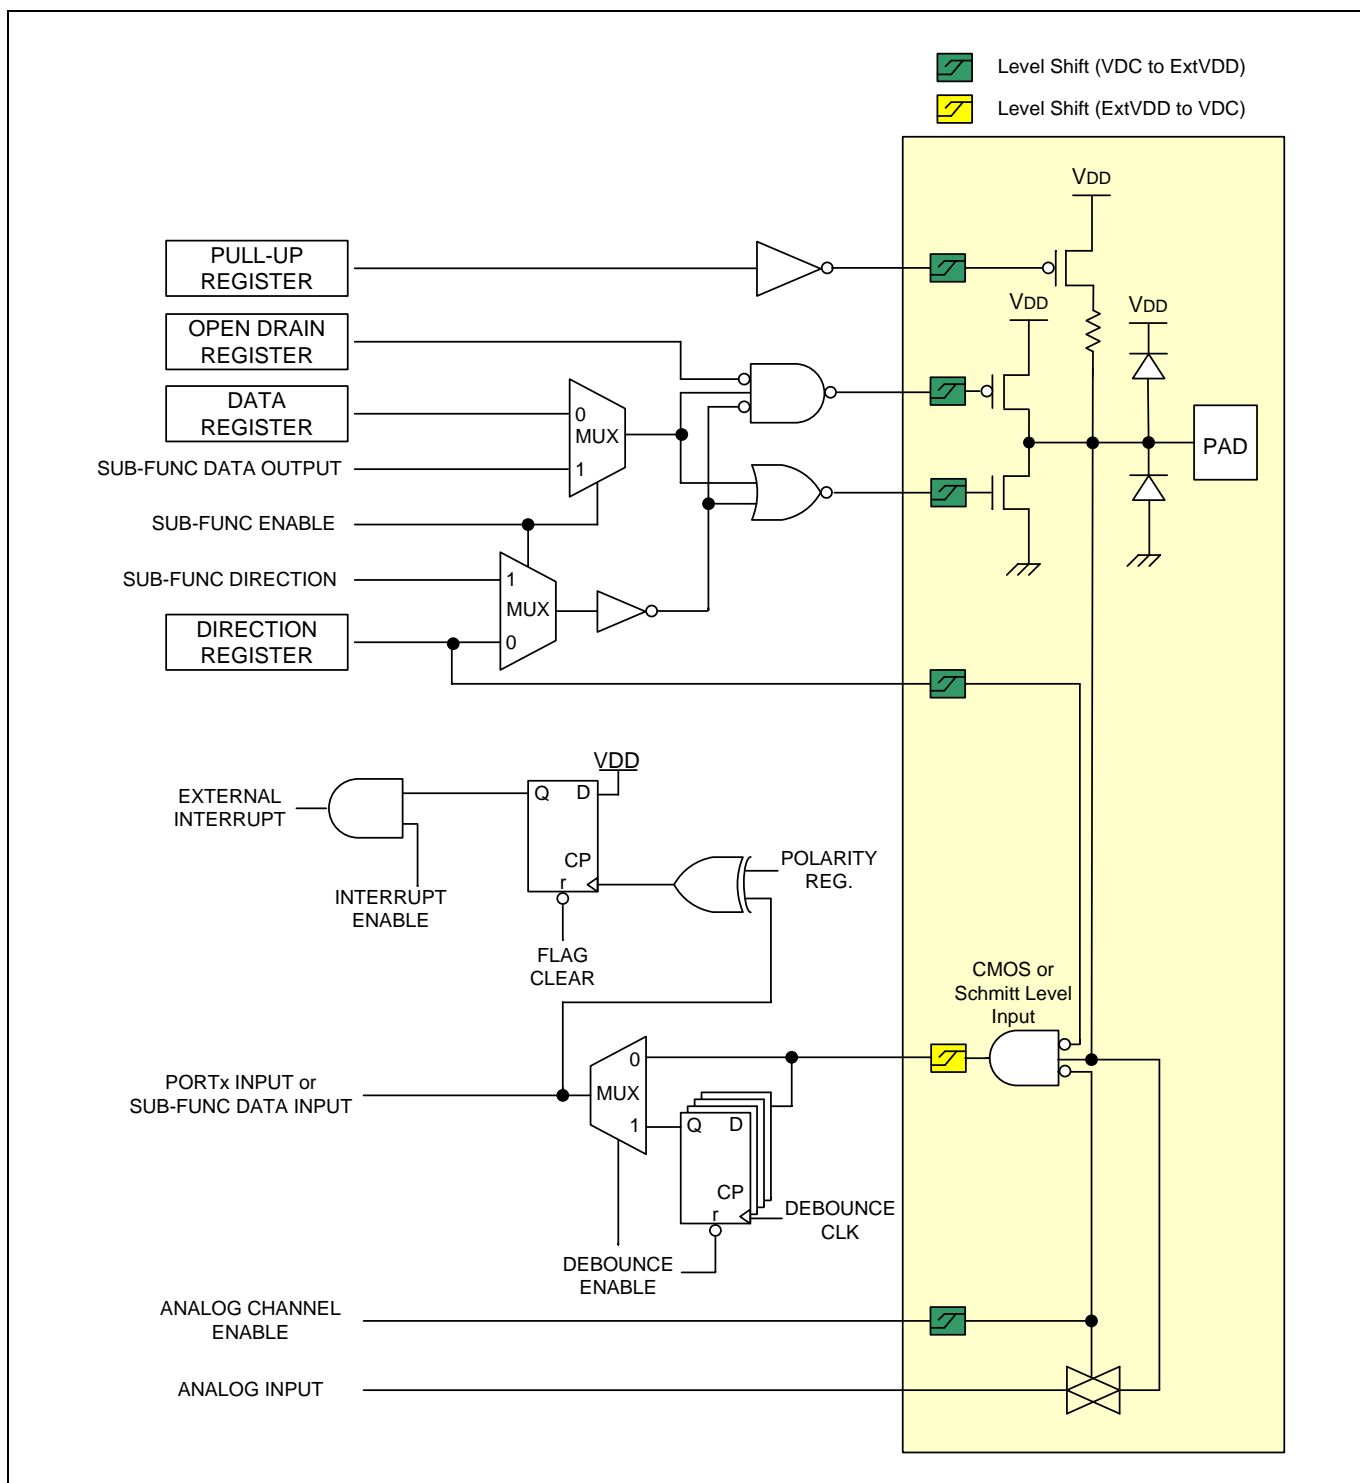 Level Shift (VDC to ExtVDD)
Level Shift (ExtVDD to VDC)
VDD
PULL-UP
REGISTER
VDD
VDD
OPEN DRAIN
REGISTER
DATA
REGISTER
0
MUX
1
PAD
SUB-FUNC DATA OUTPUT
SUB-FUNC ENABLE
SUB-FUNC DIRECTION
1
MUX
0
DIRECTION
REGISTER
VDD
EXTERNAL
INTERRUPT
Q D
CP
r
POLARITY
REG.
INTERRUPT
ENABLE
FLAG
CLEAR
CMOS or
Schmitt Level
Input
PORTx INPUT or
SUB-FUNC DATA INPUT
0
MUX
1
Q D
CP
r
DEBOUNCE
CLK
DEBOUNCE
ENABLE
ANALOG CHANNEL
ENABLE
ANALOG INPUT